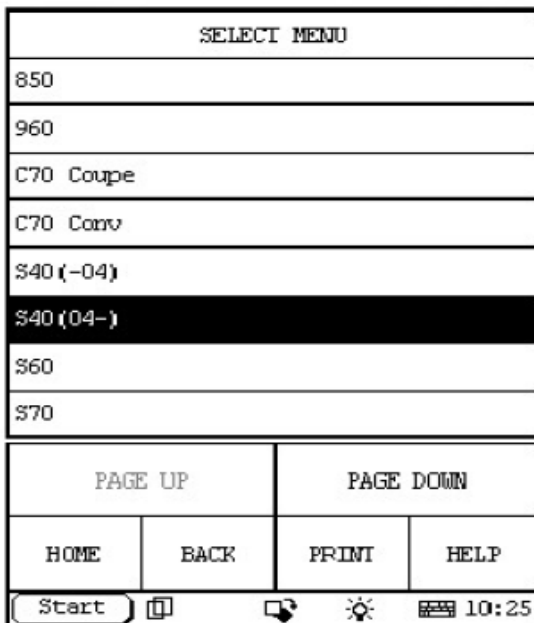 SELECT MENU
850
960
C70 Coupe
C70 Conv
S40(-04)
S40(04-)
S60
S70
PAGE UP PAGE DOWN
HOME BACK PRINT HELP
Start 10:25